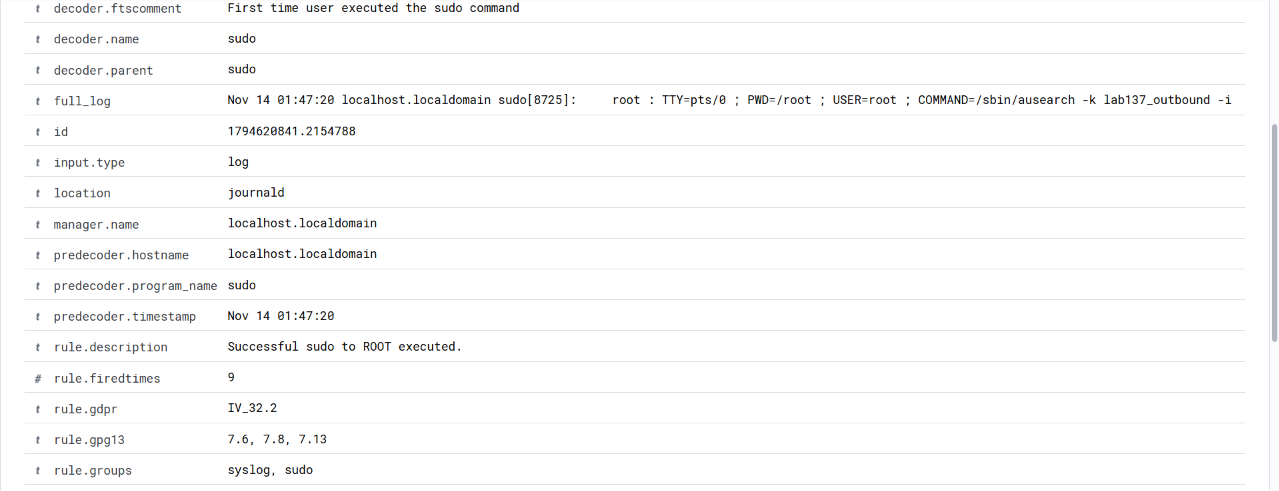 t decoder.ftscomment First time user executed the sudo command
t decoder.name sudo
t decoder.parent sudo
t full_log Nov 14 01:47:20 localhost.localdomain sudo[8725]:     root : TTY=pts/0 ; PWD=/root ; USER=root ; COMMAND=/sbin/ausearch -k lab137_outbound -i
t id 1794620841.2154788
t input.type log
t location journald
t manager.name localhost.localdomain
t predecoder.hostname localhost.localdomain
t predecoder.program_name sudo
t predecoder.timestamp Nov 14 01:47:20
t rule.description Successful sudo to ROOT executed.
# rule.firedtimes 9
t rule.gdpr IV_32.2
t rule.gpg13 7.6, 7.8, 7.13
t rule.groups syslog, sudo